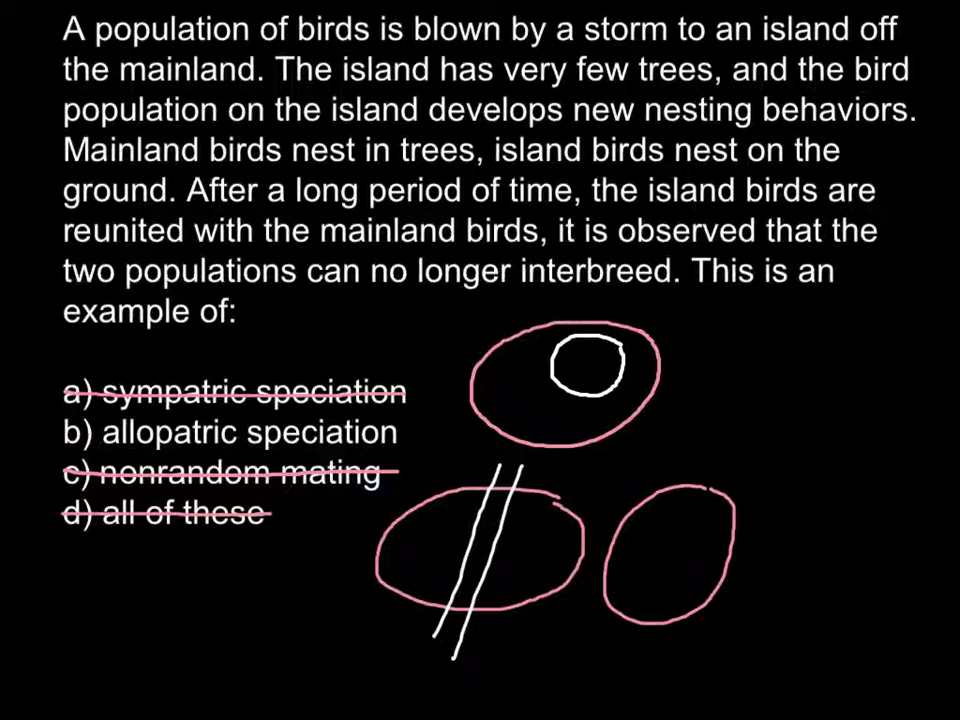 A population of birds is blown by a storm to an island off
the mainland. The island has very few trees, and the bird
population on the island develops new nesting behaviors.
Mainland birds nest in trees, island birds nest on the
ground. After a long period of time, the island birds are
reunited with the mainland birds, it is observed that the
two populations can no longer interbreed. This is an
example of:
a) sympatric speciation
b) allopatric speciation
c) nonrandom mating
d) all of these